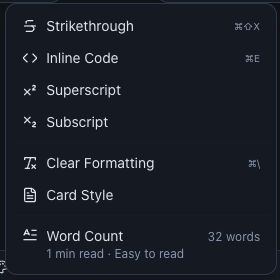 Strikethrough ⌘⇧X
Inline Code ⌘E
Superscript
Subscript
Clear Formatting ⌘\
Card Style
Word Count 32 words
1 min read · Easy to read